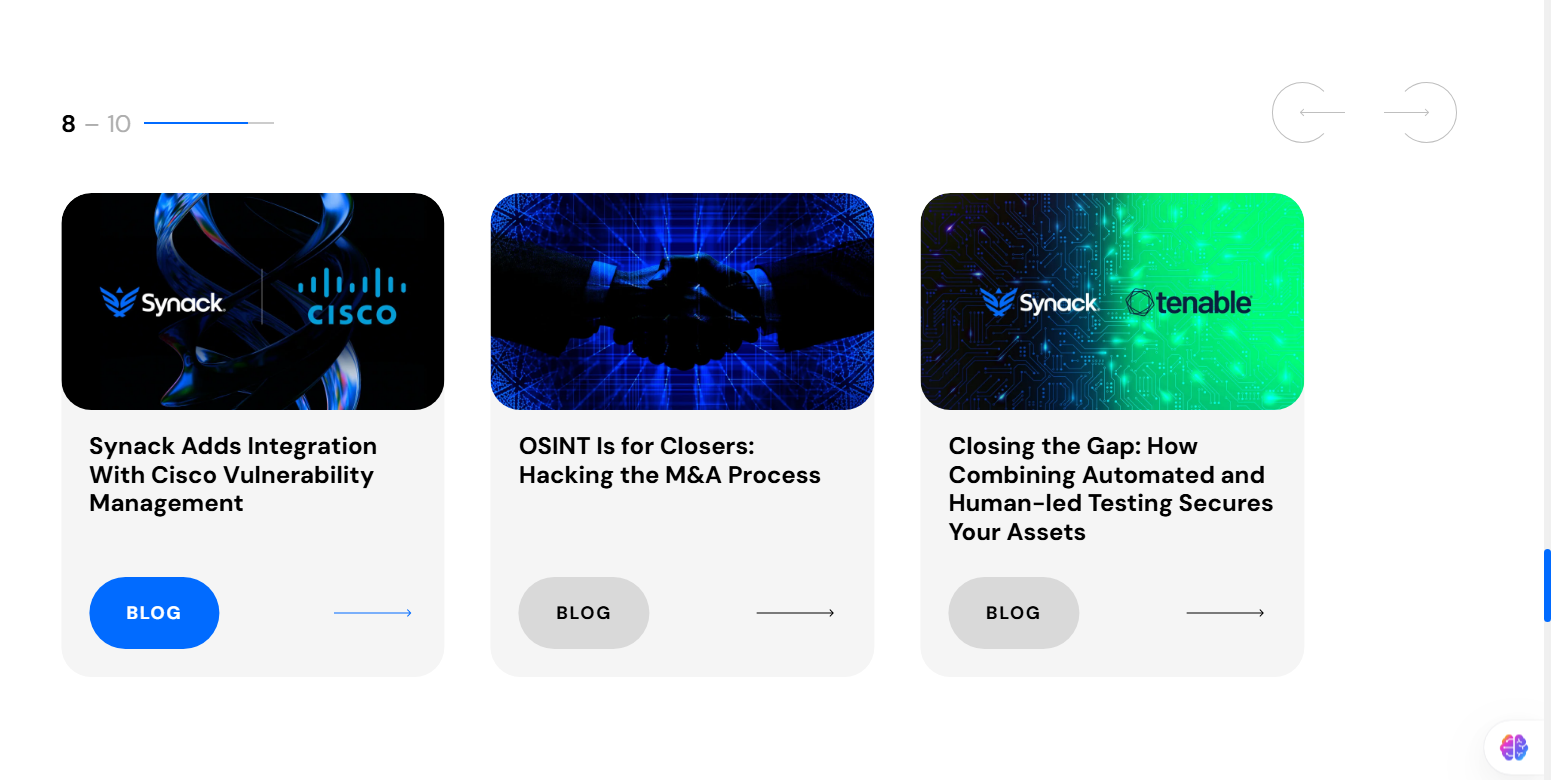 8 – 10
Synack
CISCO
Synack
tenable
Synack Adds Integration
With Cisco Vulnerability
Management
OSINT Is for Closers:
Hacking the M&A Process
Closing the Gap: How
Combining Automated and
Human-led Testing Secures
Your Assets
BLOG
BLOG
BLOG